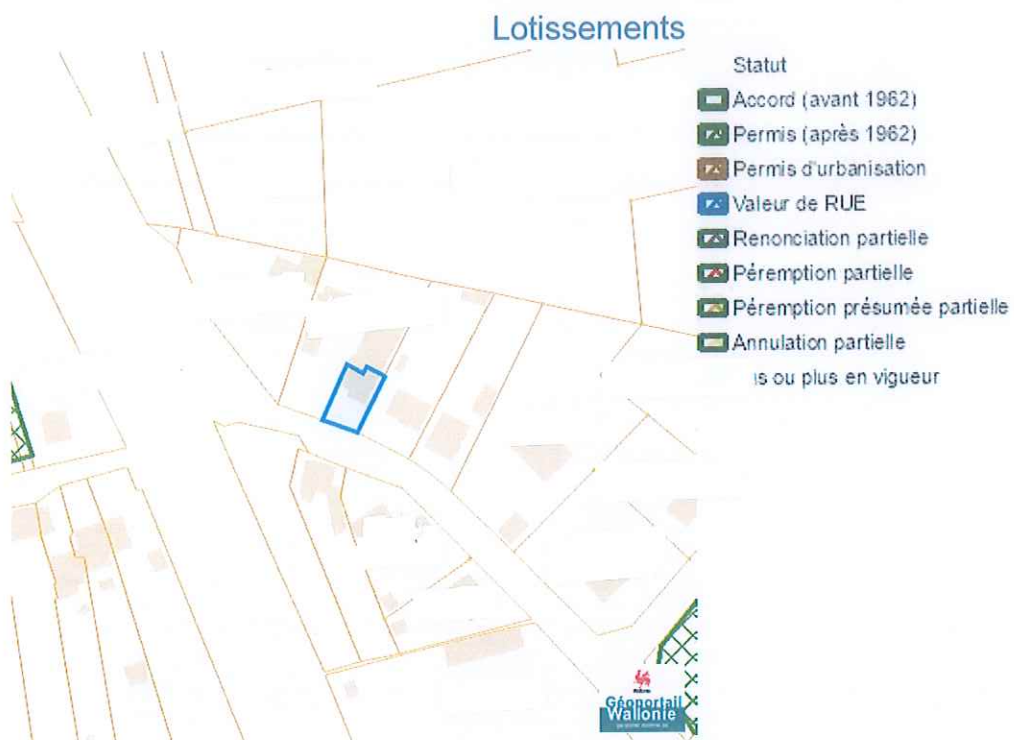 Lotissements
Statut
Accord (avant 1962)
Permis (après 1962)
Permis d'urbanisation
Valeur de RUE
Renonciation partielle
Péremption partielle
Péremption présumée partielle
Annulation partielle
is ou plus en vigueur
Géoportail
Wallonie